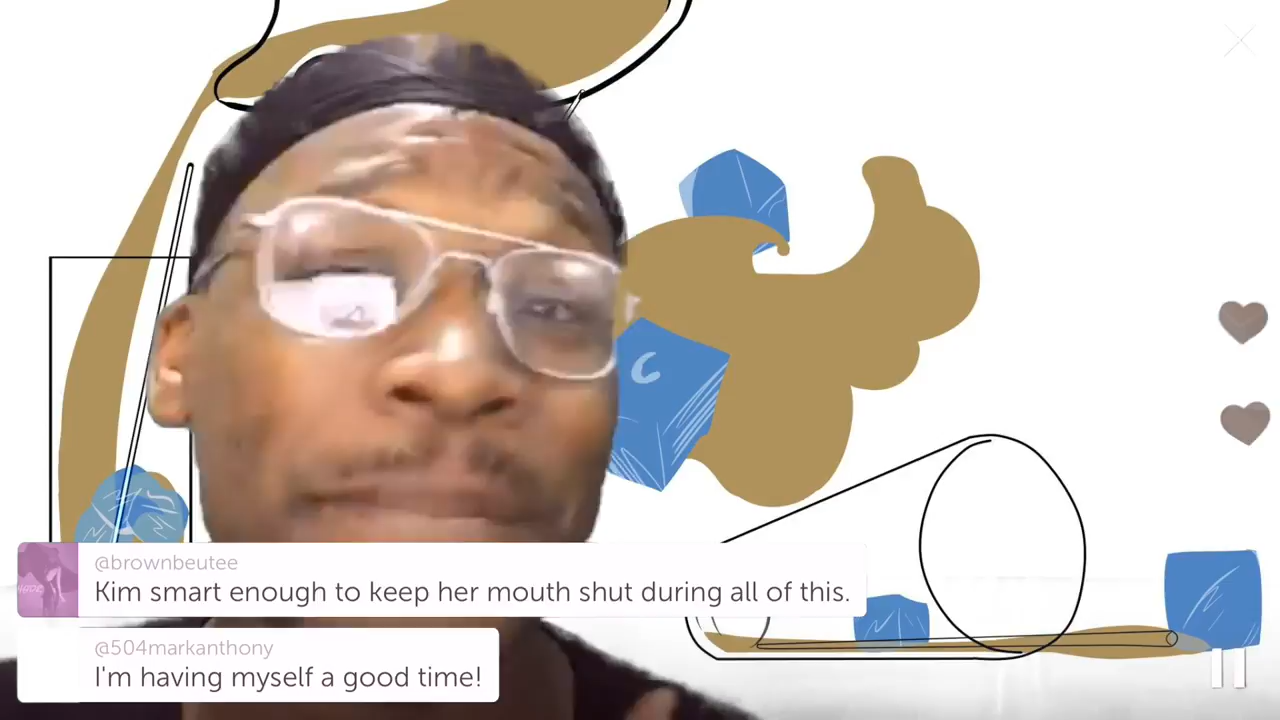 @brownbeutee
Kim smart enough to keep her mouth shut during all of this.
@504markanthony
I'm having myself a good time!